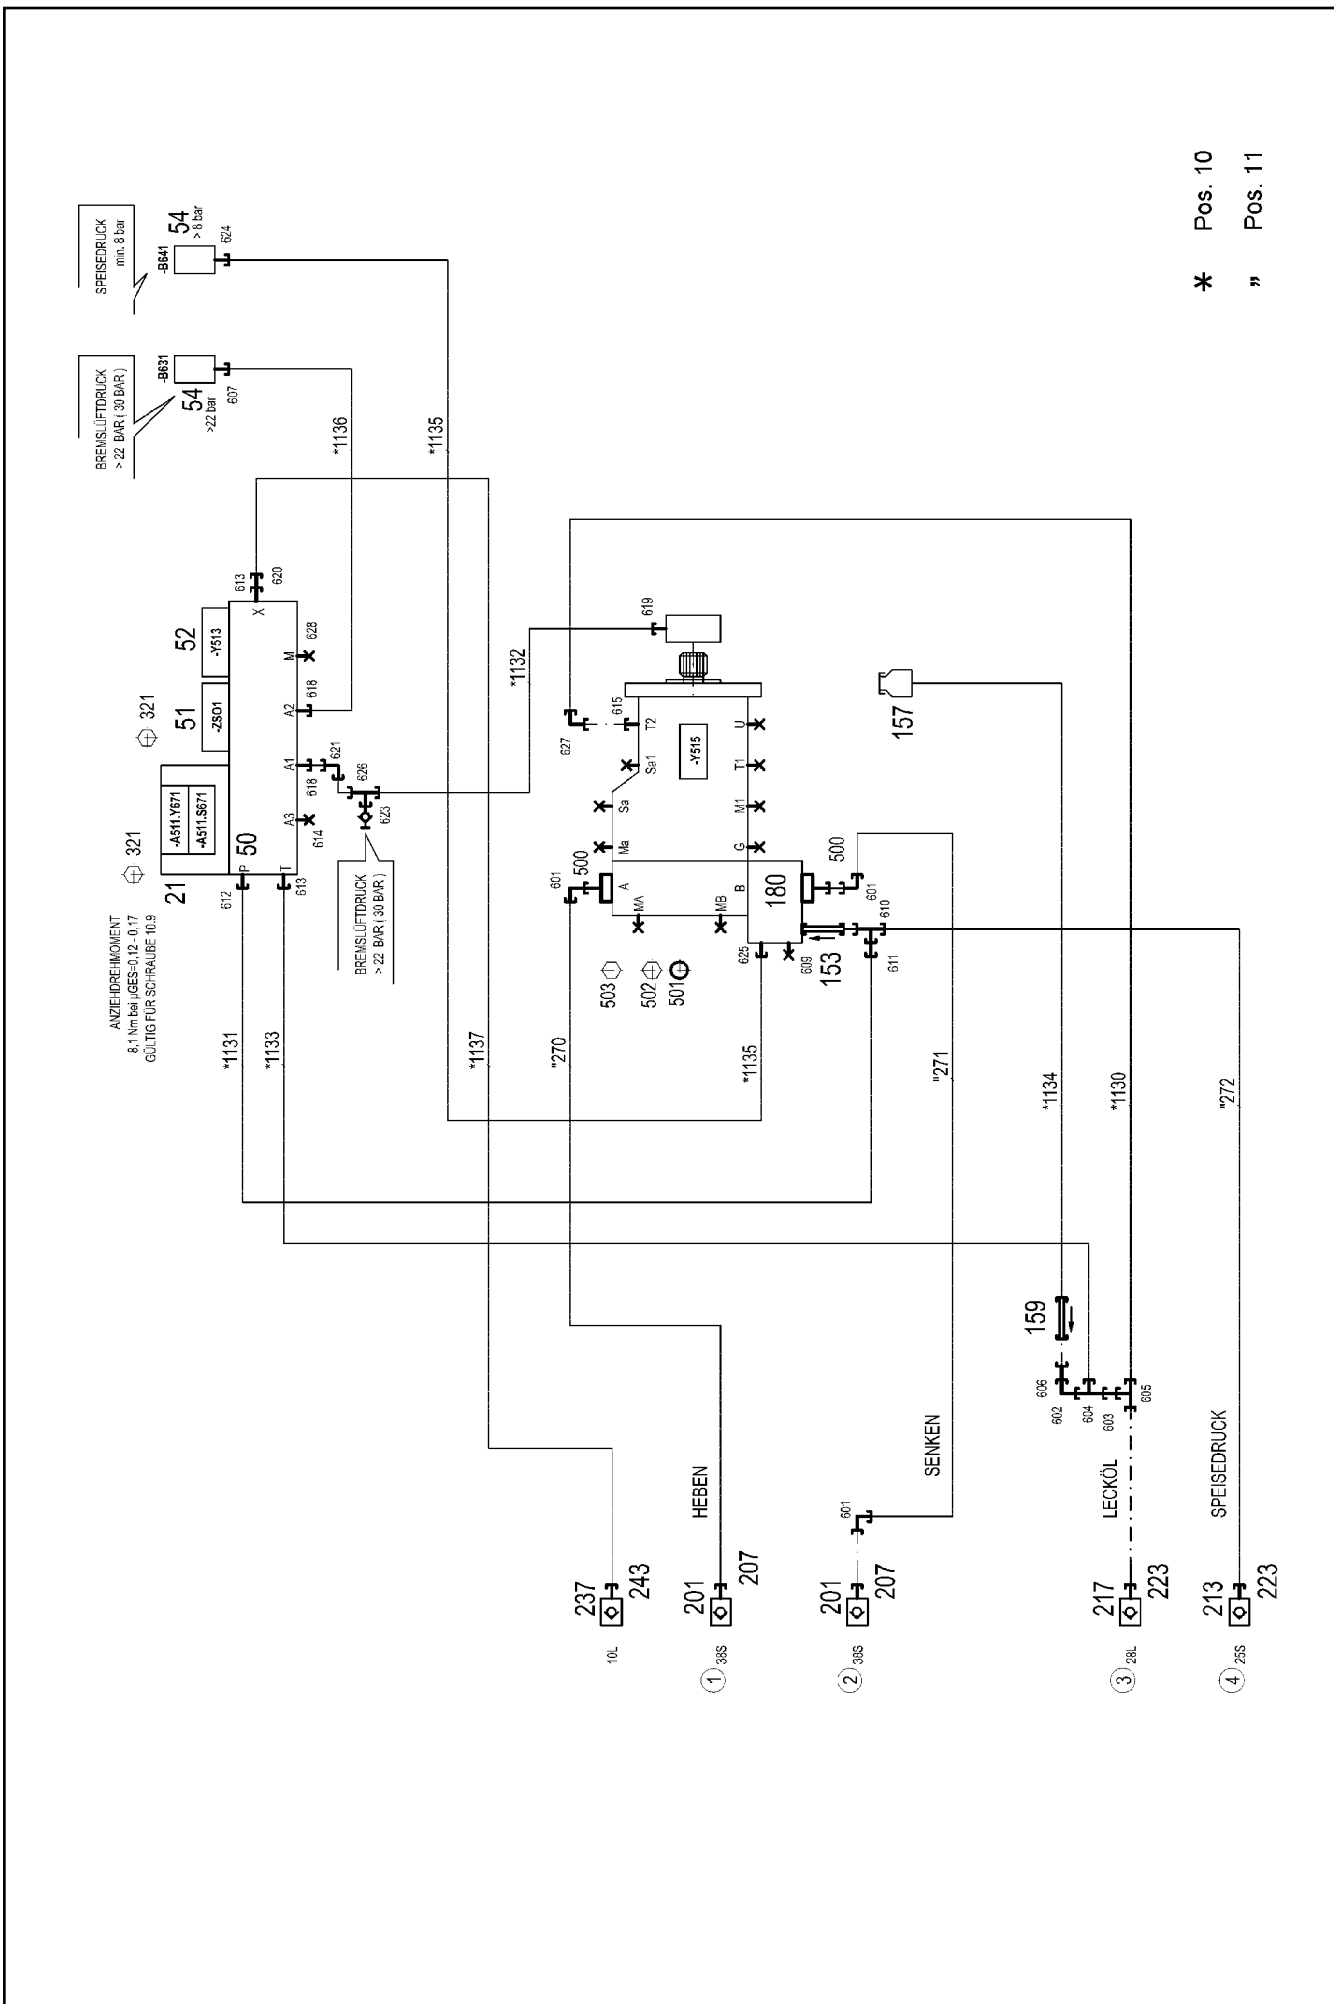 SPEISEDRUCK
min. 8 bar
-B641
54
> 8 bar
624
BREMSLÜFTDRUCK
> 22 BAR ( 30 BAR )
-B631
54
>22 bar
607
* Pos. 10
" Pos. 11
*1136
*1135
613
620
X
52
-Y513
M
628
321
51
-ZSO1
A2
618
A1
618
621
626
623
A3
614
321
21
-A511.Y671
-A511.S671
50
P
612
T
613
BREMSLÜFTDRUCK
> 22 BAR ( 30 BAR )
ANZIEHDREHMOMENT
8,1 Nm bei µGES=0,12 - 0,17
GÜLTIG FÜR SCHRAUBE 10.9
*1131
*1133
*1137
*1132
619
627
615
T2
Sa1
-Y515
U
T1
Sa
M1
Ma
G
601
500
A
B
MA
MB
180
500
601
610
611
625
609
153
503
502
501
157
"270
*1135
"271
*1134
*1130
"272
159
606
602
604
603
605
HEBEN
SENKEN
601
LECKÖL
SPEISEDRUCK
237
243
10L
201
207
1 38S
201
207
2 38S
217
223
3 28L
213
223
4 25S